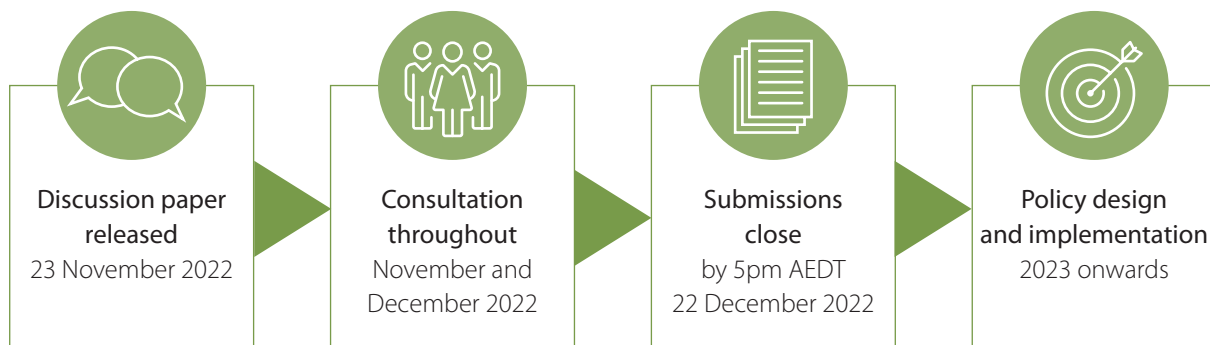 Discussion paper
released
23 November 2022
Consultation
throughout
November and
December 2022
Submissions
close
by 5pm AEDT
22 December 2022
Policy design
and implementation
2023 onwards